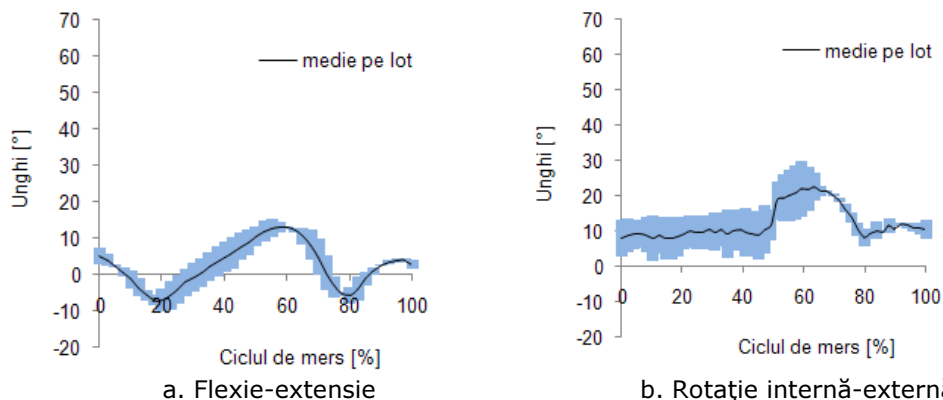 70
60
50
40
30
20
10
0
-10
-20
Unghi [°]
medie pe lot
0 20 40 60 80 100
Ciclul de mers [%]
a. Flexie-extensie
70
60
50
40
30
20
10
0
-10
-20
Unghi [°]
medie pe lot
0 20 40 60 80 100
Ciclul de mers [%]
b. Rotație internă-externă